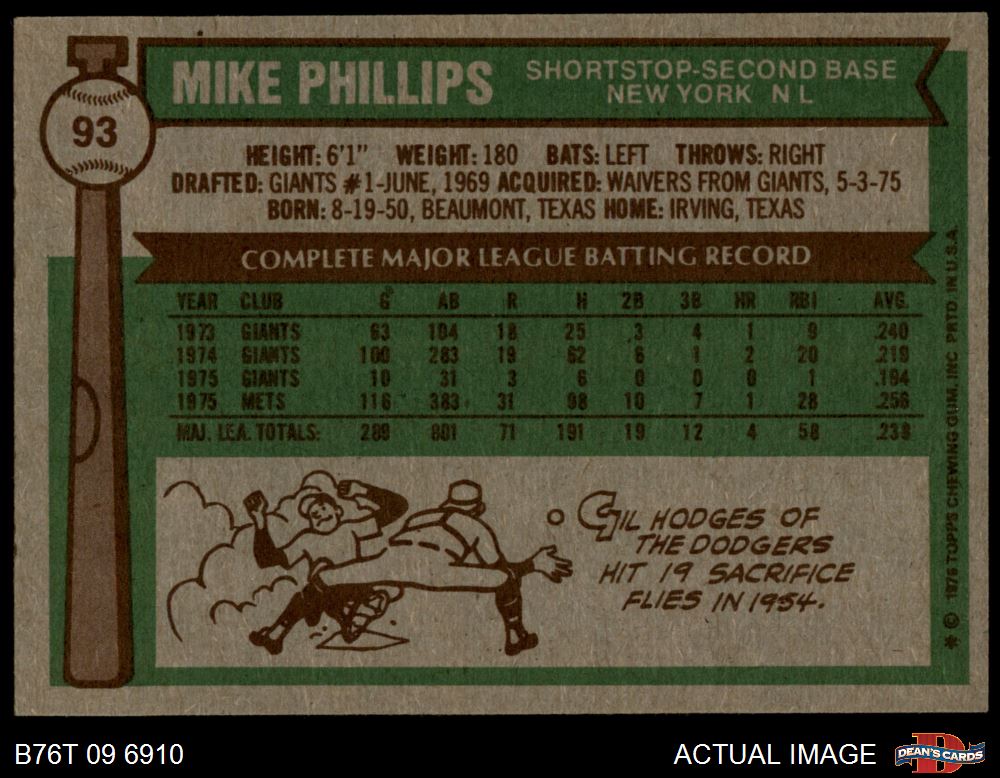 93
MIKE PHILLIPS
SHORTSTOP-SECOND BASE
NEW YORK N L
HEIGHT: 6'1" WEIGHT: 180 BATS: LEFT THROWS: RIGHT
DRAFTED: GIANTS #1-JUNE, 1969 ACQUIRED: WAIVERS FROM GIANTS, 5-3-75
BORN: 8-19-50, BEAUMONT, TEXAS HOME: IRVING, TEXAS
COMPLETE MAJOR LEAGUE BATTING RECORD
YEAR CLUB G AB R H 2B 3B HR RBI AVG.
1973 GIANTS 63 104 18 25 3 4 1 9 .240
1974 GIANTS 100 283 19 62 6 1 2 20 .219
1975 GIANTS 10 31 3 6 0 0 0 1 .194
1975 METS 116 383 31 98 10 7 1 28 .256
MAJ. LEA. TOTALS: 289 801 71 191 19 12 4 58 .238
GIL HODGES OF
THE DODGERS
HIT 19 SACRIFICE
FLIES IN 1954.
* © 1976 TOPPS CHEWING GUM, INC PRTD IN U.S.A.
B76T 09 6910
ACTUAL IMAGE
DEAN'S CARDS